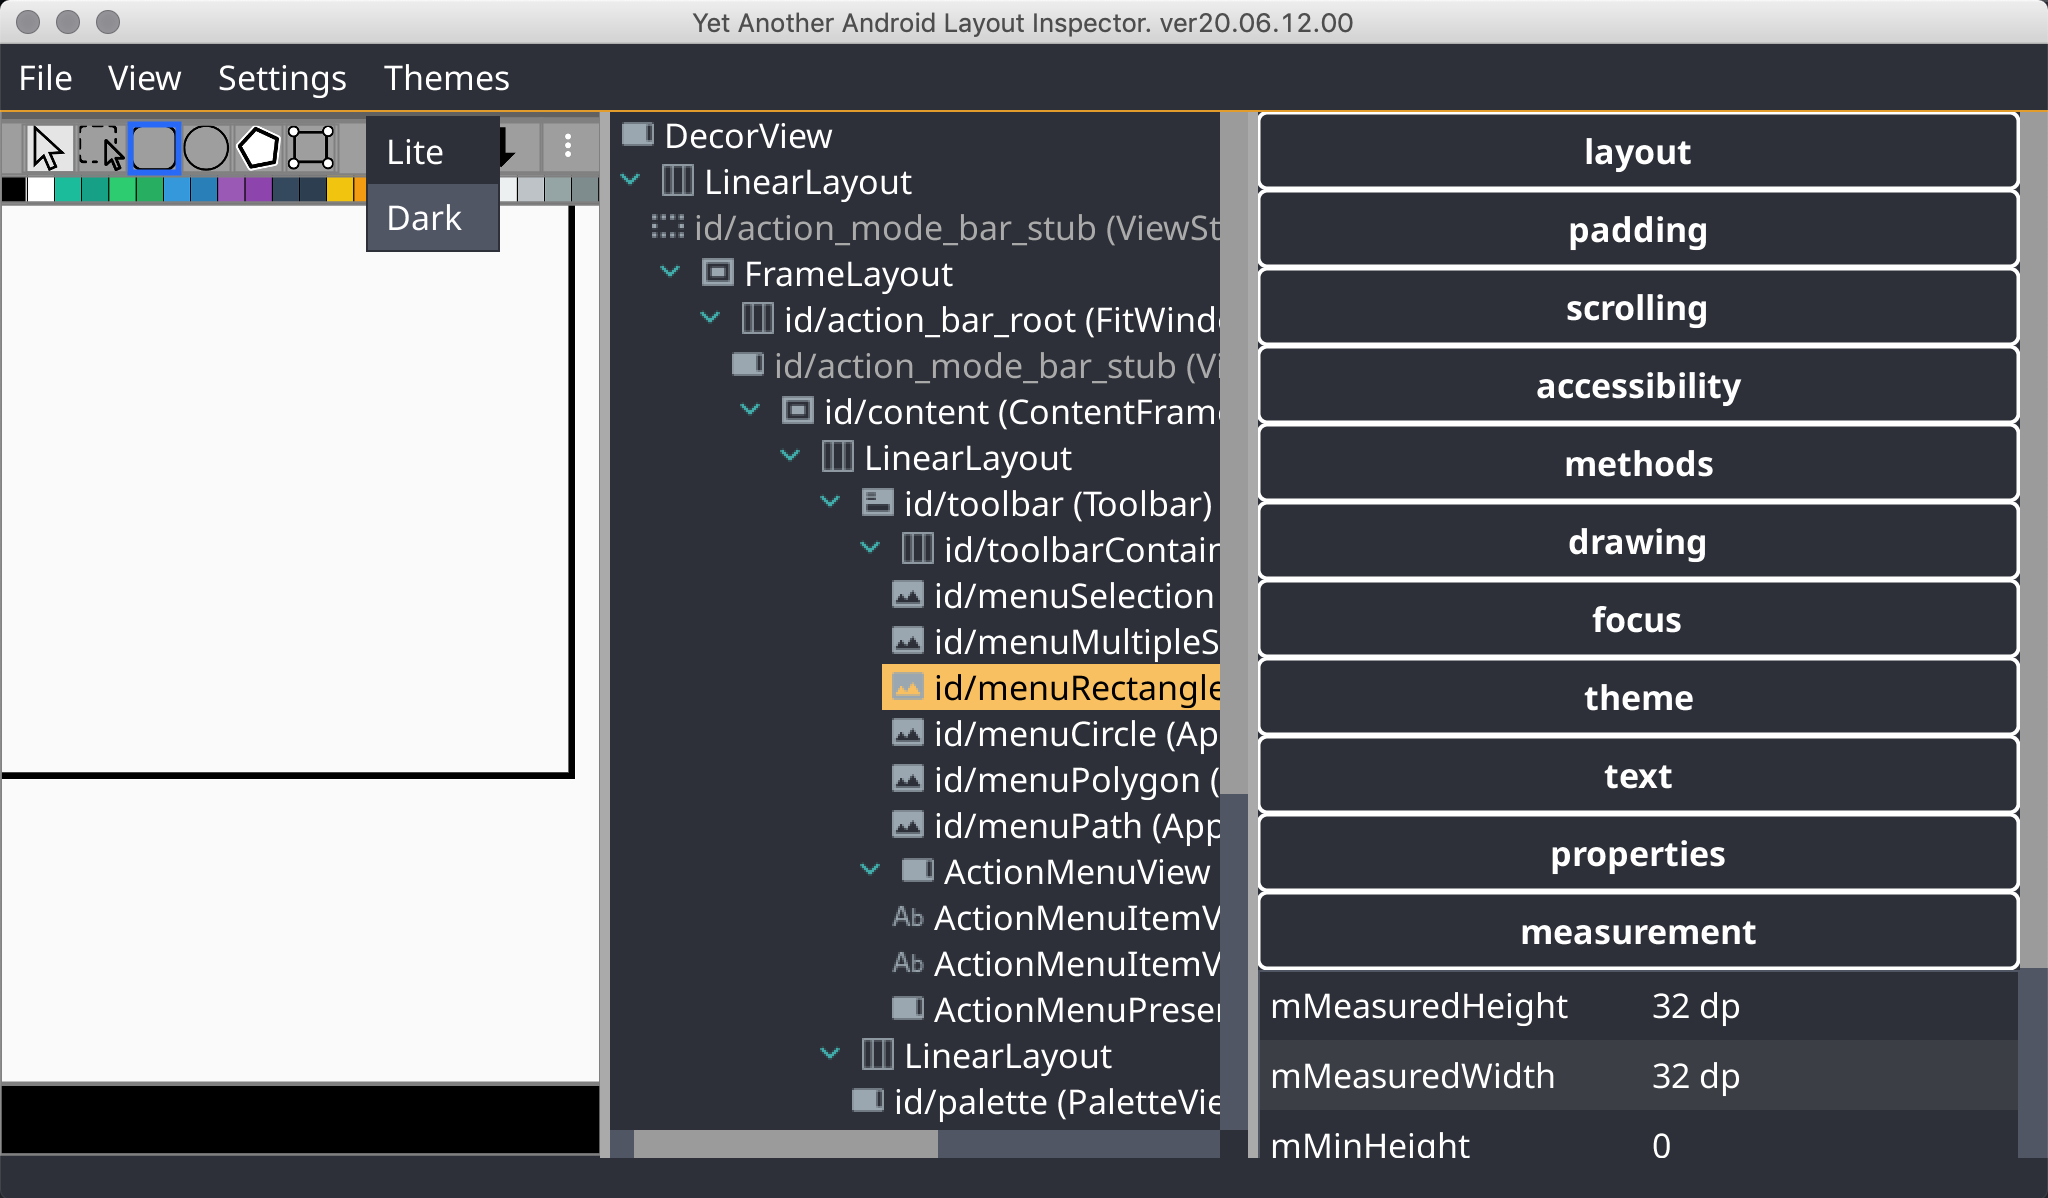 Yet Another Android Layout Inspector. ver20.06.12.00
File View Settings Themes
Lite
Dark
DecorView
LinearLayout
id/action_mode_bar_stub (ViewSt
FrameLayout
id/action_bar_root (FitWind
id/action_mode_bar_stub (Vi
id/content (ContentFram
LinearLayout
id/toolbar (Toolbar)
id/toolbarContain
id/menuSelection
id/menuMultipleS
id/menuRectangle
id/menuCircle (Ap
id/menuPolygon (
id/menuPath (App
ActionMenuView
Ab ActionMenuItemV
Ab ActionMenuItemV
ActionMenuPreser
LinearLayout
id/palette (PaletteVie
layout
padding
scrolling
accessibility
methods
drawing
focus
theme
text
properties
measurement
mMeasuredHeight 32 dp
mMeasuredWidth 32 dp
mMinHeight 0